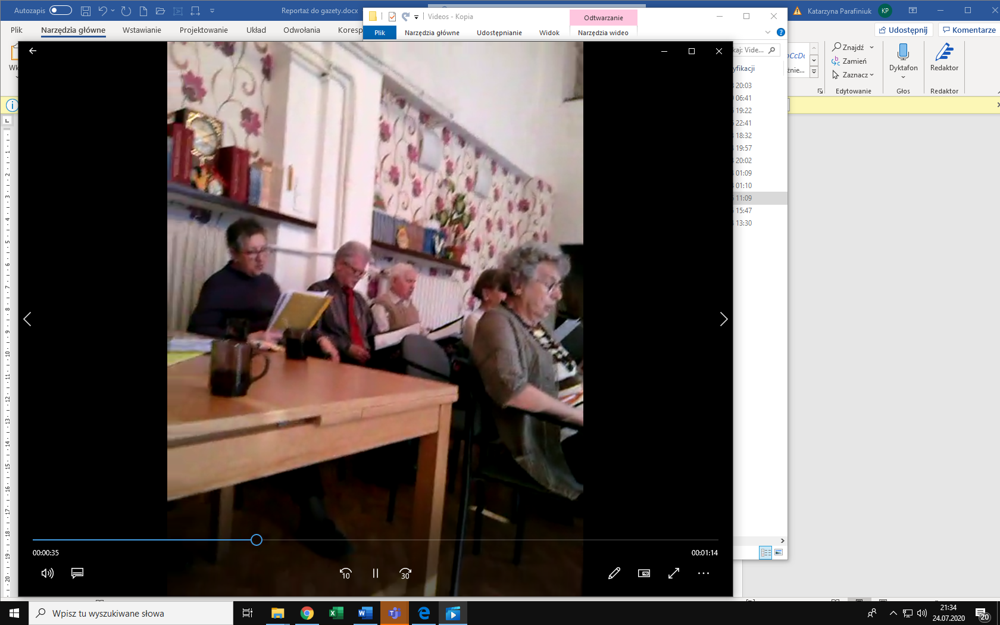 Autozapis
Reportaż do gazety.docx
Videos - Kopia
Odtwarzanie
Katarzyna Parafiniuk
KP
Plik
Narzędzia główne
Wstawianie
Projektowanie
Układ
Odwołania
Koresp
Plik
Narzędzia główne
Udostępnianie
Widok
Narzędzia wideo
Udostępnij
Komentarze
kaj: Vide...
yfikacji
Znajdź
Zamień
Zaznacz
Edytowanie
Dyktafon
Głos
Redaktor
Redaktor
20:03
06:41
19:22
22:41
18:32
19:57
20:02
01:09
01:10
11:09
15:47
13:30
00:00:35
00:01:14
10
30
Wpisz tu wyszukiwane słowa
21:34
24.07.2020
20